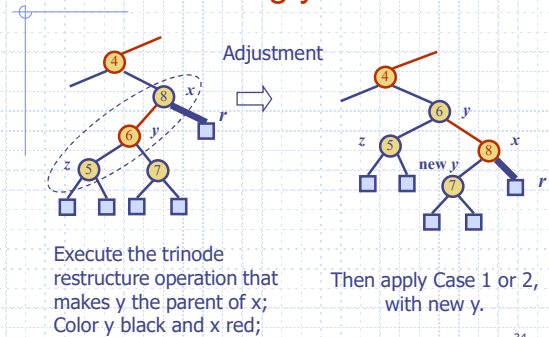 Adjustment
4
8 x
r
6 y
z 5
7
4
6 y
z 5
x
8
new y
7
r
Execute the trinode
restructure operation that
makes y the parent of x;
Color y black and x red;
Then apply Case 1 or 2,
with new y.